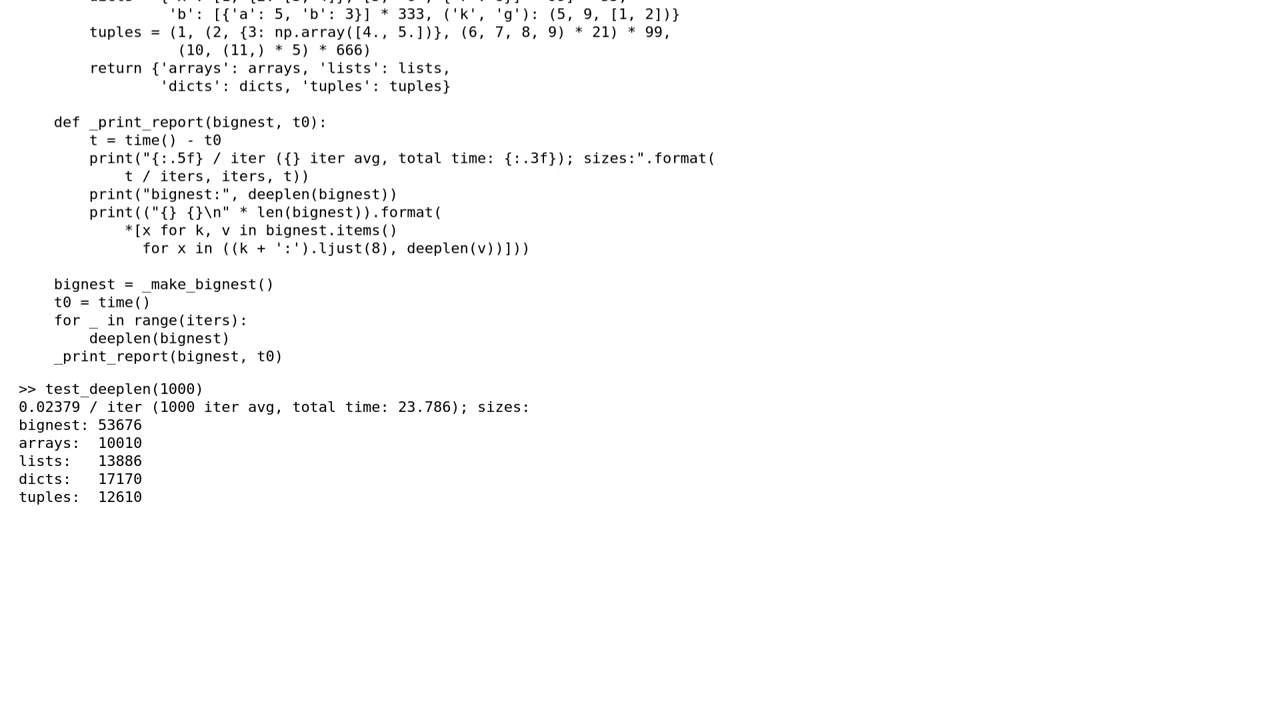 'b': [{'a': 5, 'b': 3}] * 333, ('k', 'g'): (5, 9, [1, 2])}
tuples = (1, (2, {3: np.array([4., 5.])}, (6, 7, 8, 9) * 21) * 99,
(10, (11,) * 5) * 666)
return {'arrays': arrays, 'lists': lists,
'dicts': dicts, 'tuples': tuples}
def _print_report(bignest, t0):
t = time() - t0
print("{:.5f} / iter ({} iter avg, total time: {:.3f}); sizes:".format(
t / iters, iters, t))
print("bignest:", deeplen(bignest))
print(("{} {}\n" * len(bignest)).format(
*[x for k, v in bignest.items()
for x in ((k + ':').ljust(8), deeplen(v))]))
bignest = _make_bignest()
t0 = time()
for _ in range(iters):
deeplen(bignest)
_print_report(bignest, t0)
>> test_deeplen(1000)
0.02379 / iter (1000 iter avg, total time: 23.786); sizes:
bignest: 53676
arrays:  10010
lists:   13886
dicts:   17170
tuples:  12610